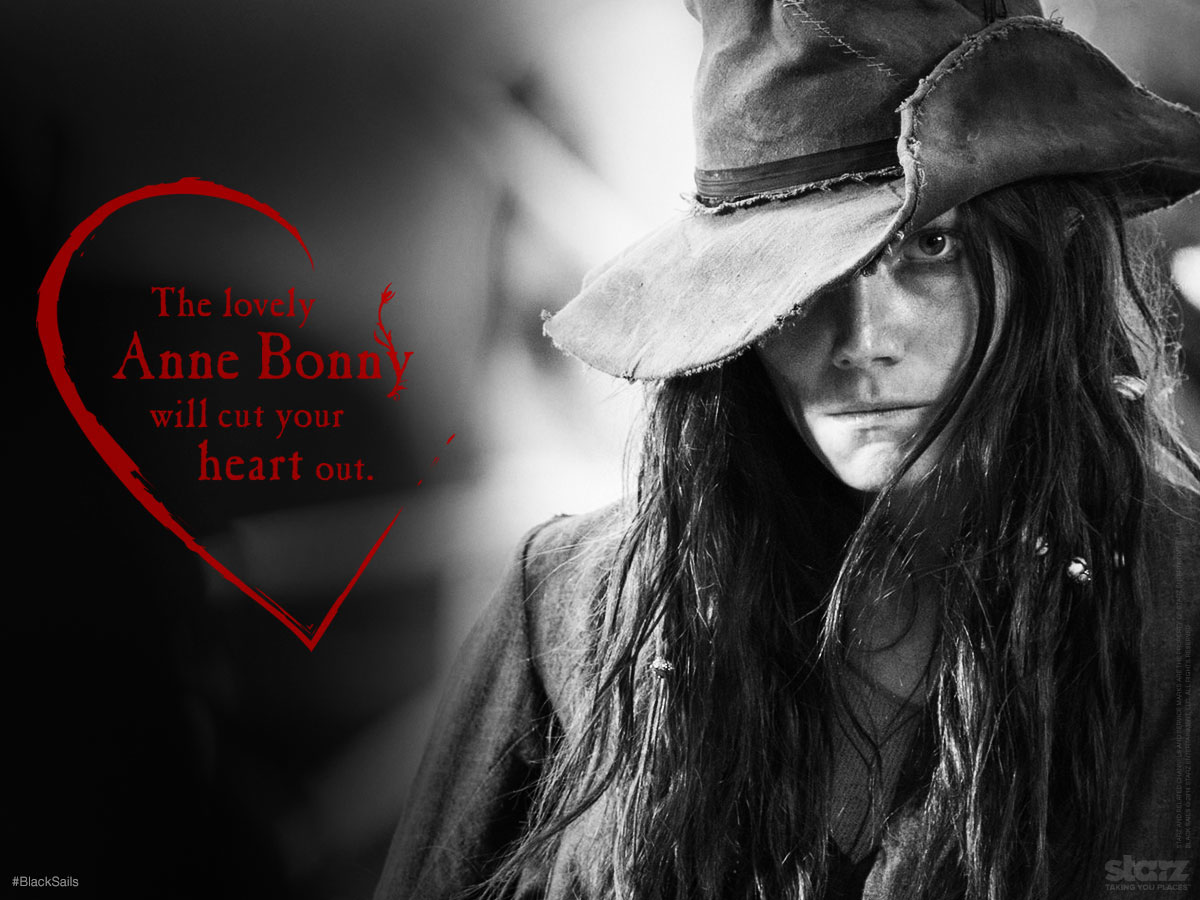 The lovely
Anne Bonny
will cut your
heart out.
#BlackSails
starz
TAKING YOU PLACES